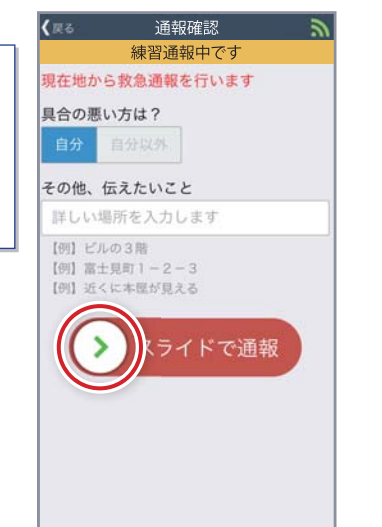 戻る
通報確認
練習通報中です
現在地から救急通報を行います
具合の悪い方は？
自分 自分以外
その他、伝えたいこと
詳しい場所を入力します
【例】ビルの３階
【例】富士見町１－２－３
【例】近くに本屋が見える
スライドで通報